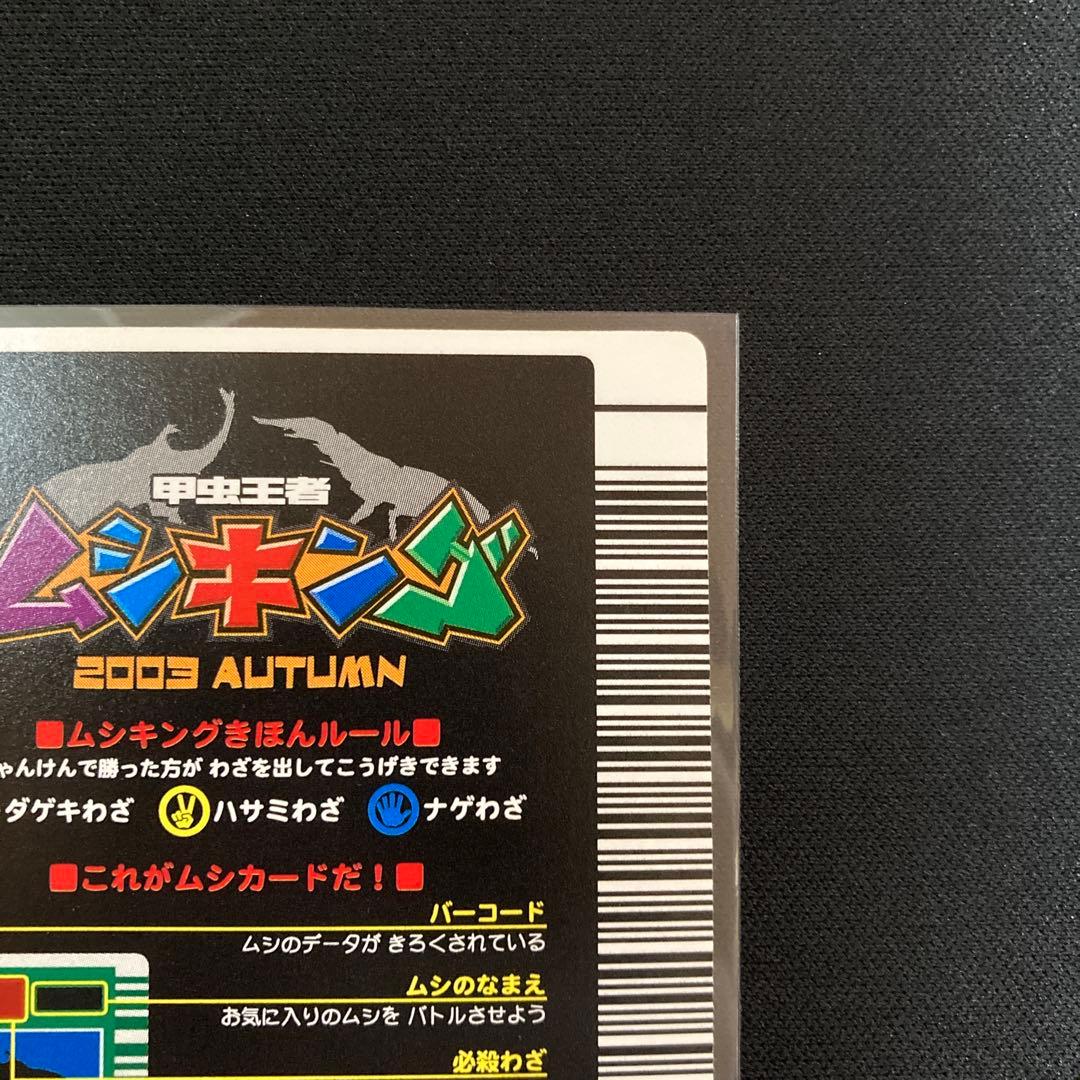 甲虫王者
ムシキング
2003 AUTUMN
■ムシキングきほんルール■
ゃんけんで勝った方が わざを出してこうげきできます
ダゲキわざ ハサミわざ ナゲわざ
■これがムシカードだ！■
バーコード
ムシのデータが きろくされている
ムシのなまえ
お気に入りのムシを バトルさせよう
必殺わざ